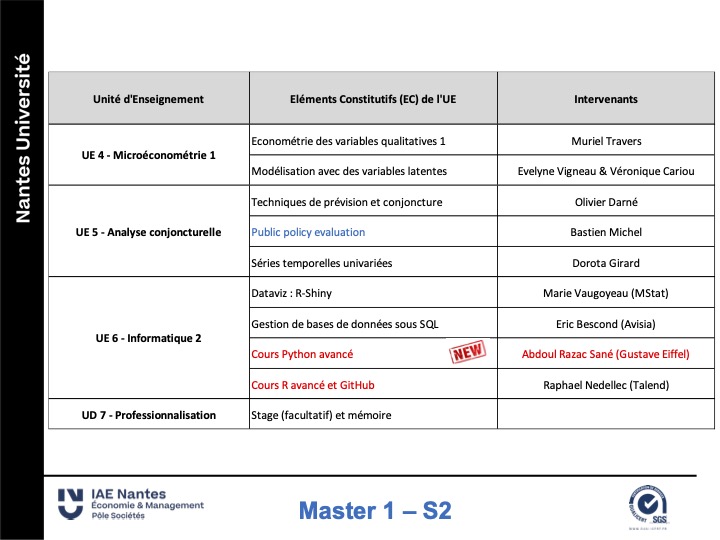 Nantes Université
Unité d'Enseignement
Eléments Constitutifs (EC) de l'UE
Intervenants
UE 4 - Microéconométrie 1
Econométrie des variables qualitatives 1
Muriel Travers
Modélisation avec des variables latentes
Evelyne Vigneau & Véronique Cariou
UE 5 - Analyse conjoncturelle
Techniques de prévision et conjoncture
Olivier Darné
Public policy evaluation
Bastien Michel
Séries temporelles univariées
Dorota Girard
UE 6 - Informatique 2
Dataviz : R-Shiny
Marie Vaugoyeau (MStat)
Gestion de bases de données sous SQL
Eric Bescond (Avisia)
Cours Python avancé
NEW
Abdoul Razac Sané (Gustave Eiffel)
Cours R avancé et GitHub
Raphael Nedellec (Talend)
UD 7 - Professionnalisation
Stage (facultatif) et mémoire
IAE Nantes
Économie & Management
Pôle Sociétés
Master 1 – S2
SGS